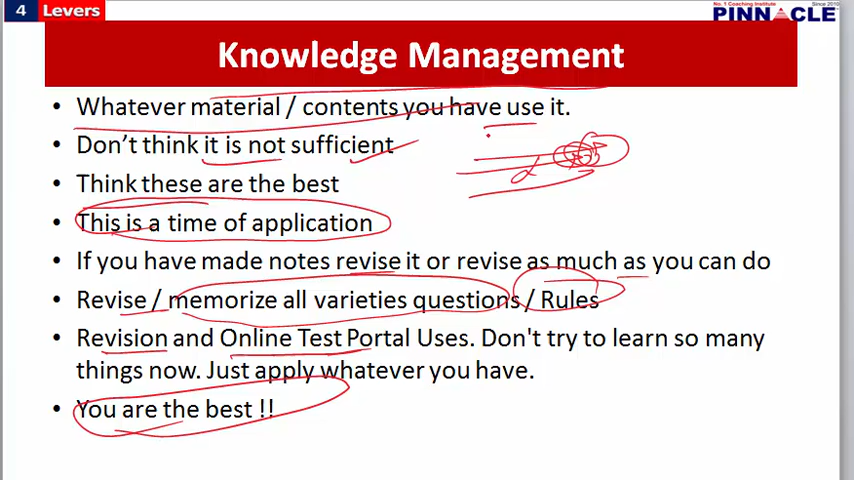 4 Levers
No. 1 Coaching Institute Since 2010
PINNACLE
Knowledge Management
• Whatever material / contents you have use it.
• Don't think it is not sufficient
• Think these are the best
• This is a time of application
• If you have made notes revise it or revise as much as you can do
• Revise / memorize all varieties questions / Rules
• Revision and Online Test Portal Uses. Don't try to learn so many
things now. Just apply whatever you have.
• You are the best !!